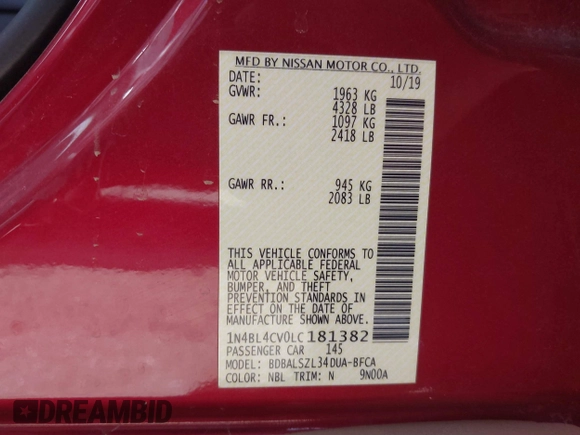 MFD BY NISSAN MOTOR CO., LTD.
DATE: 10/19
GVWR: 1963 KG
4328 LB
GAWR FR.: 1097 KG
2418 LB
GAWR RR.: 945 KG
2083 LB
THIS VEHICLE CONFORMS TO
ALL APPLICABLE FEDERAL
MOTOR VEHICLE SAFETY,
BUMPER, AND THEFT
PREVENTION STANDARDS IN
EFFECT ON THE DATE OF
MANUFACTURE SHOWN ABOVE.
1N4BL4CV0LC181382
PASSENGER CAR 145
MODEL: BDBALSZL34DUA-BFCA
COLOR: NBL TRIM: N 9N00A
DREAMBID